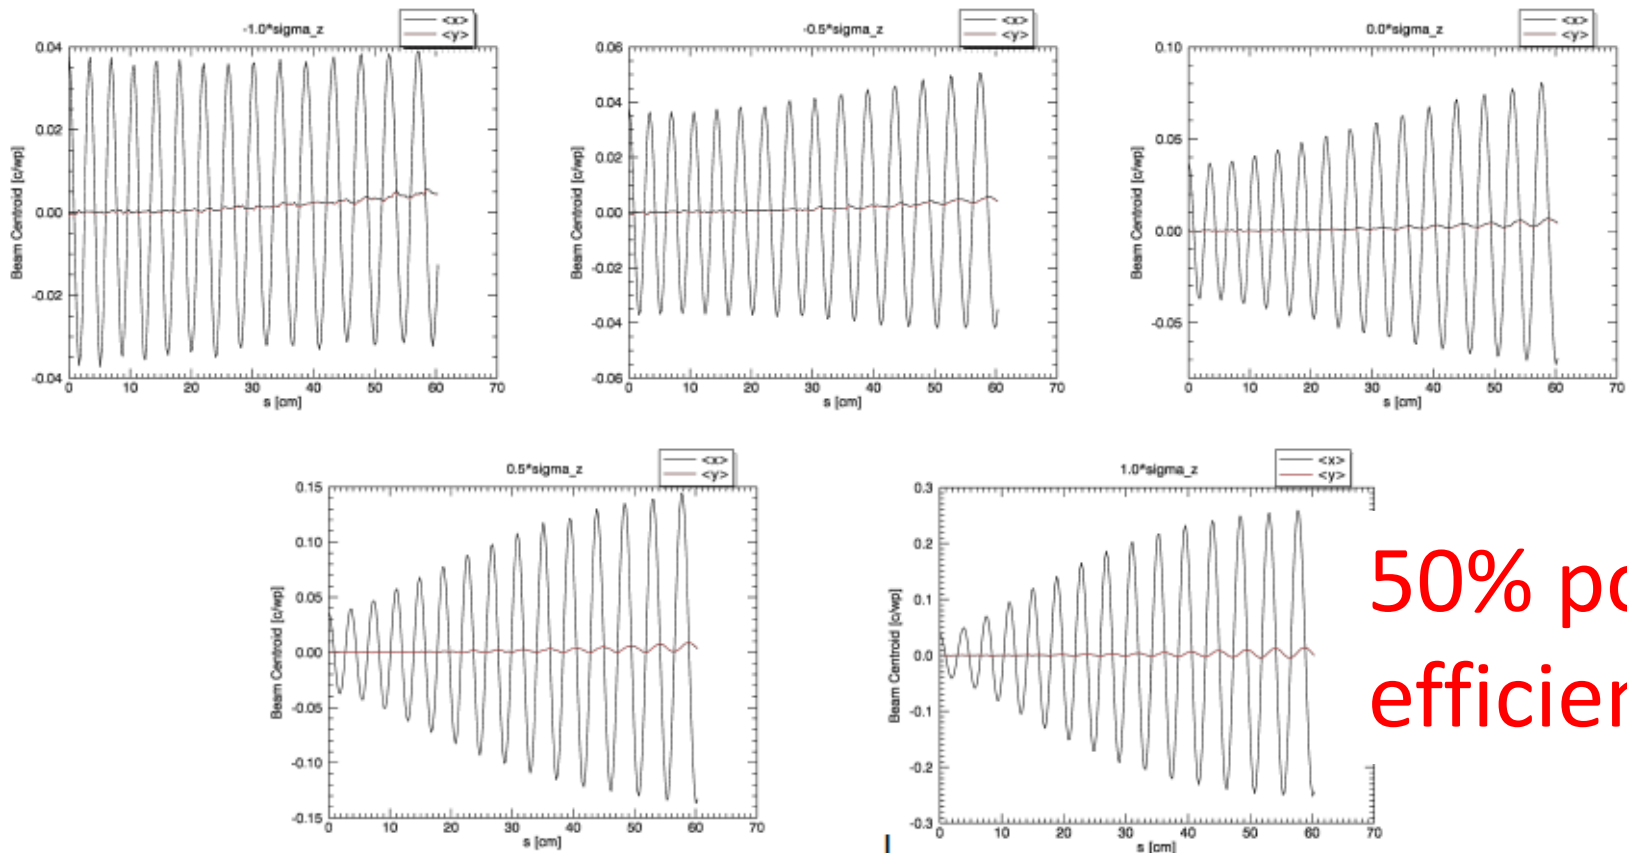 -1.0*sigma_z
<x>
<y>
0.04
0.02
0.00
-0.02
-0.04
Beam Centroid [c/wp]
0 10 20 30 40 50 60 70
s [cm]
-0.5*sigma_z
<x>
<y>
0.06
0.04
0.02
0.00
-0.02
-0.04
-0.06
Beam Centroid [c/wp]
0 10 20 30 40 50 60 70
s [cm]
0.0*sigma_z
<x>
<y>
0.10
0.05
0.00
-0.05
Beam Centroid [c/wp]
0 10 20 30 40 50 60 70
s [cm]
0.5*sigma_z
<x>
<y>
0.15
0.10
0.05
0.00
-0.05
-0.10
-0.15
Beam Centroid [c/wp]
0 10 20 30 40 50 60 70
s [cm]
1.0*sigma_z
<x>
<y>
0.3
0.2
0.1
0.0
-0.1
-0.2
-0.3
Beam Centroid [c/wp]
0 10 20 30 40 50 60 70
s [cm]
50%